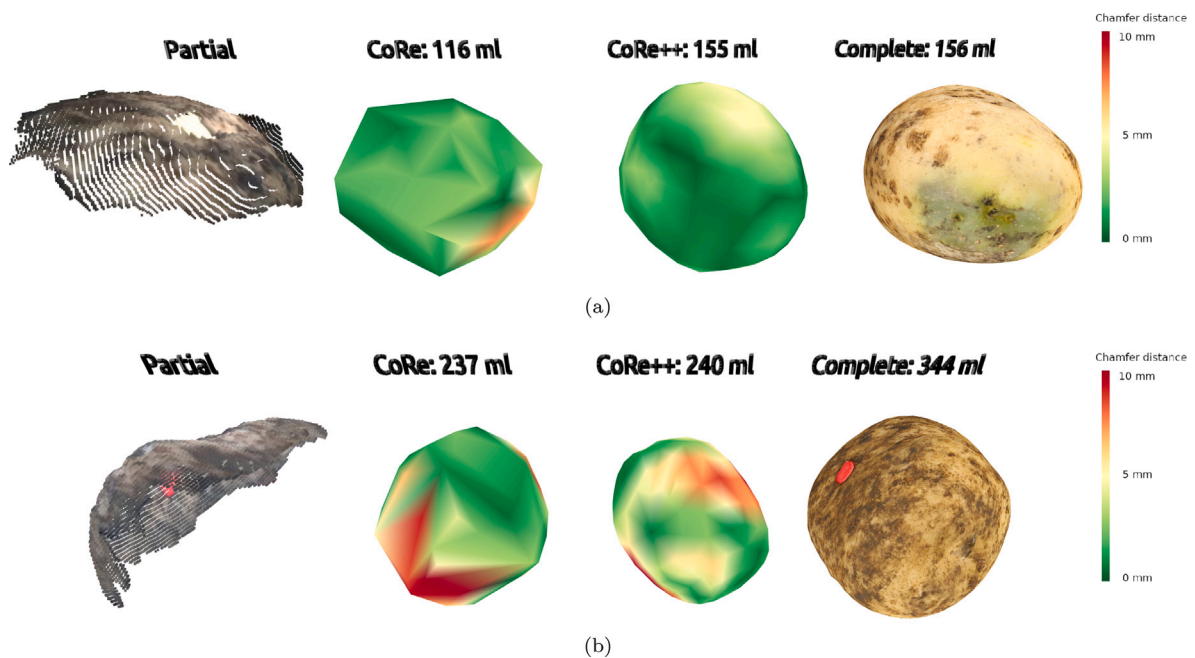 Chamfer distance
Partial
CoRe: 116 ml
CoRe++: 155 ml
Complete: 156 ml
10 mm
5 mm
0 mm
(a)
Chamfer distance
Partial
CoRe: 237 ml
CoRe++: 240 ml
Complete: 344 ml
10 mm
5 mm
0 mm
(b)